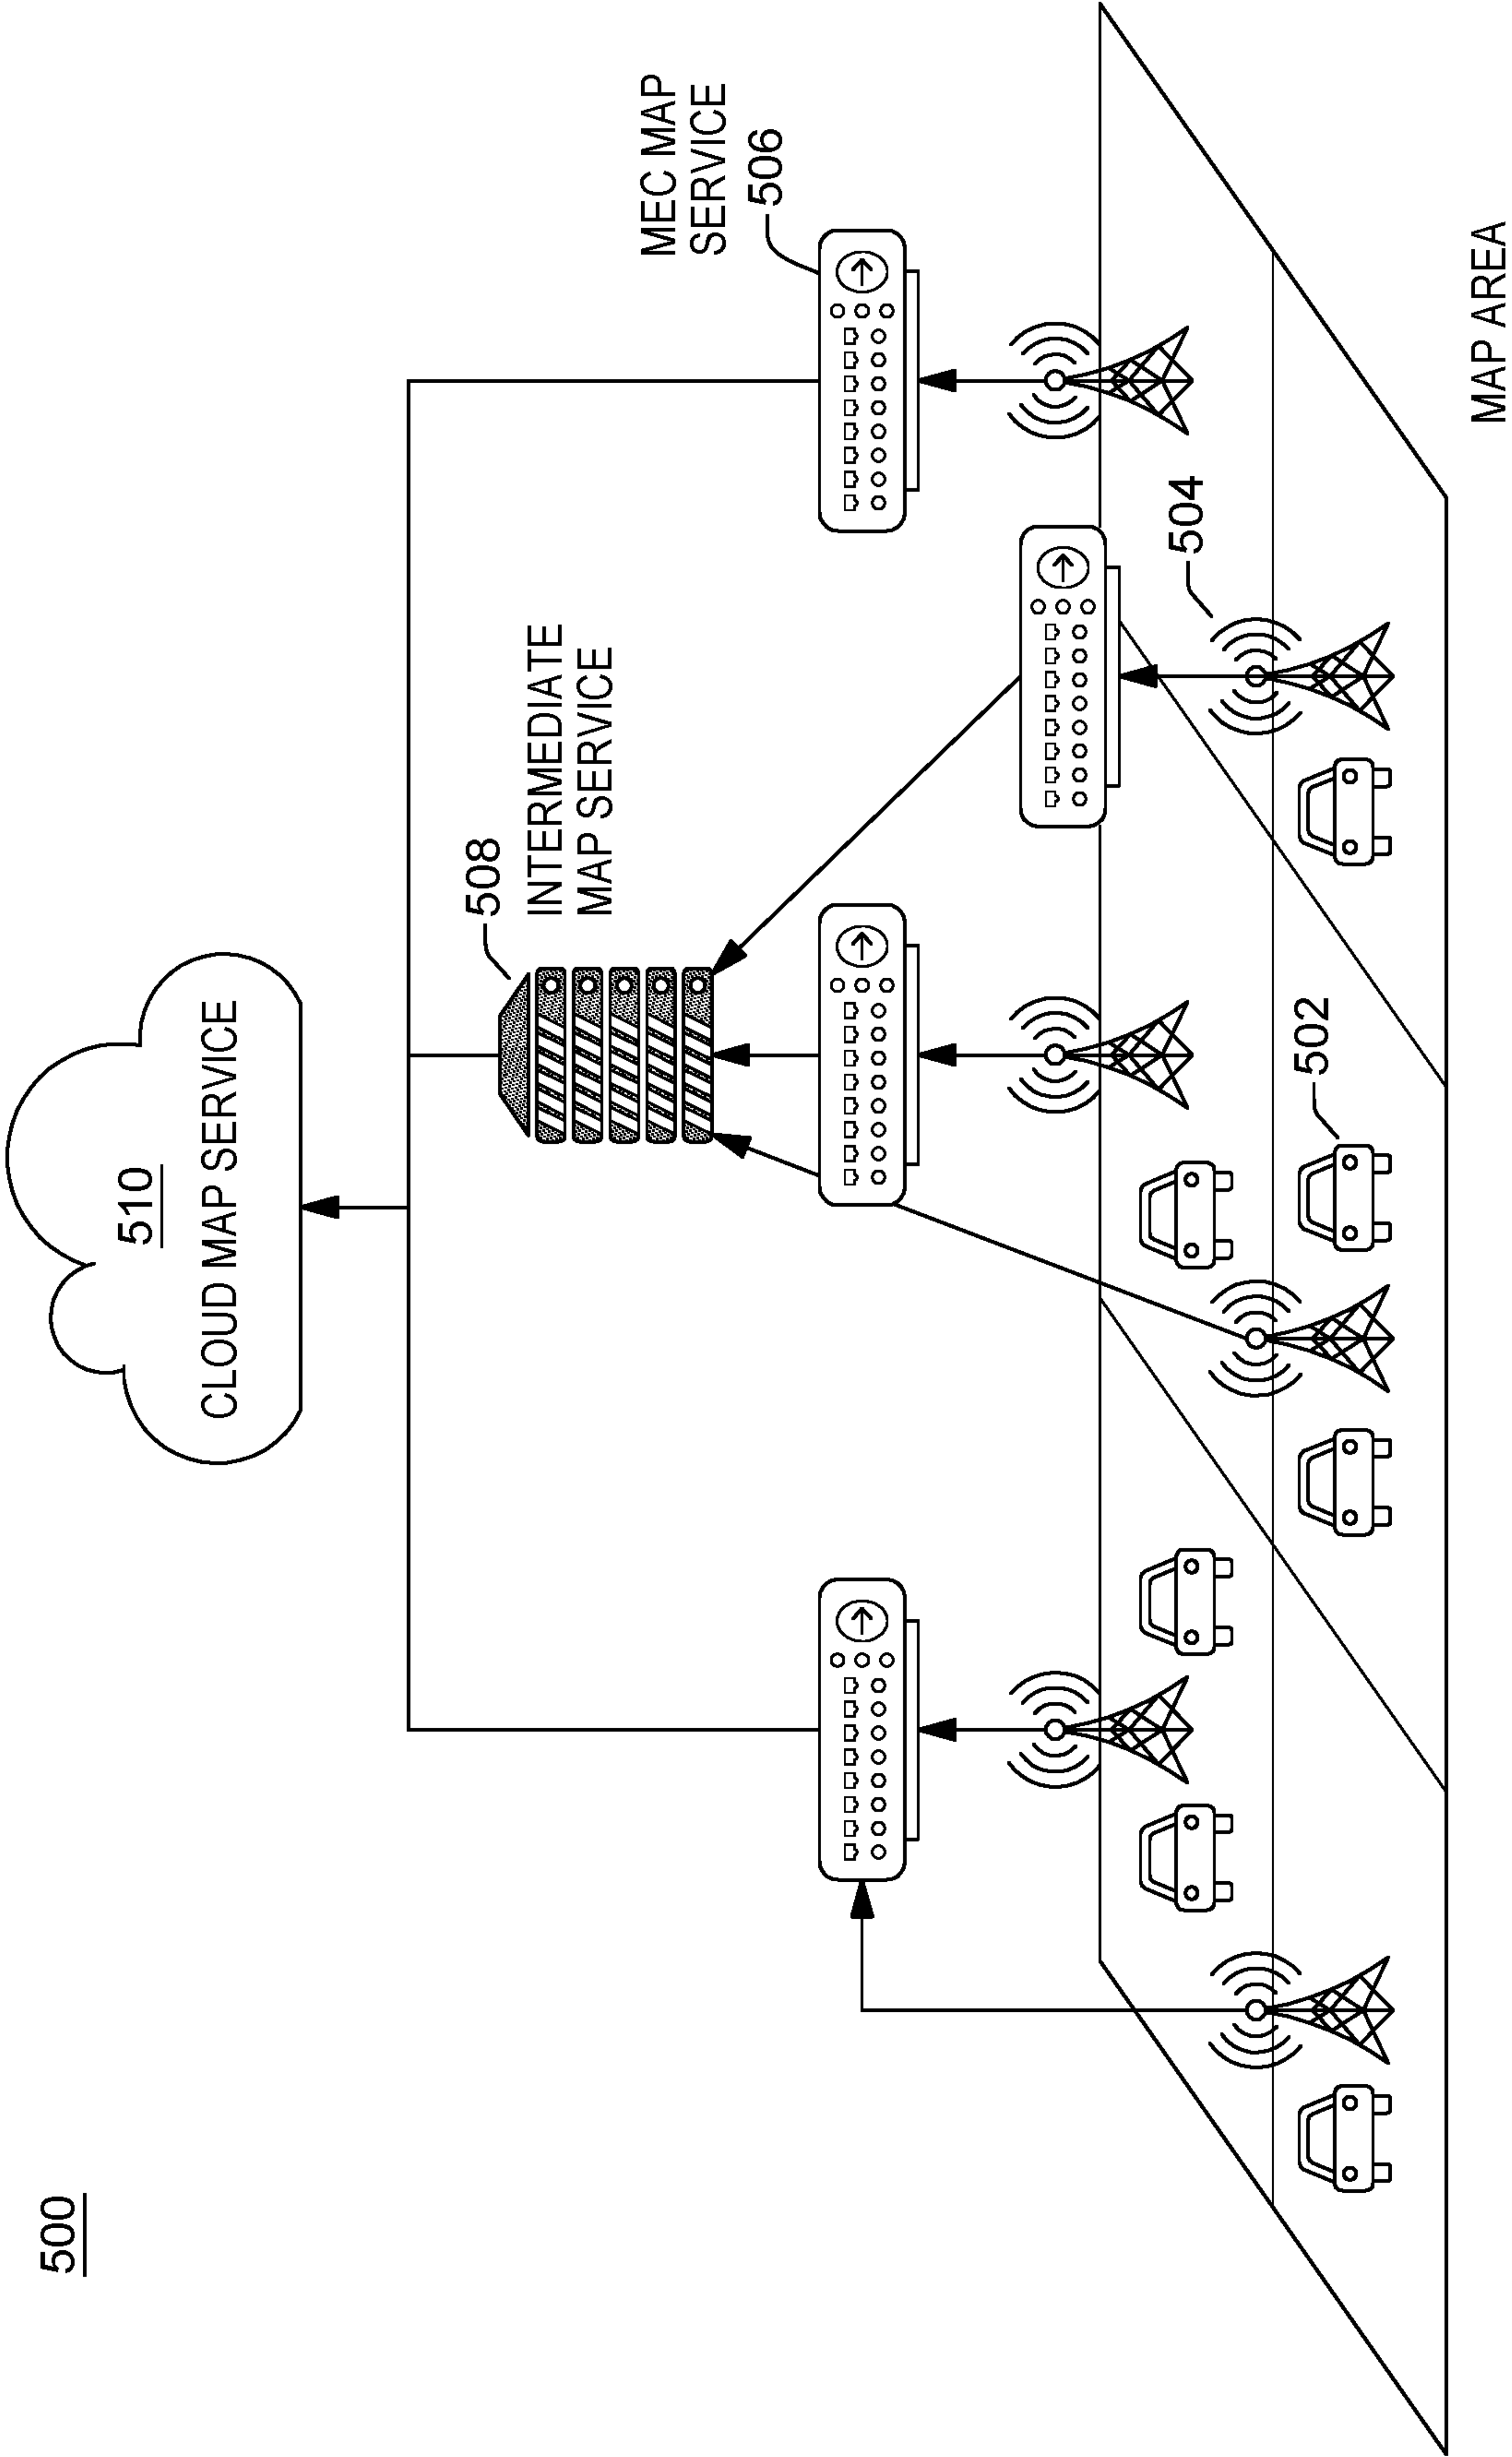 500
510
CLOUD MAP SERVICE
508
INTERMEDIATE
MAP SERVICE
MEC MAP
SERVICE
506
504
502
MAP AREA